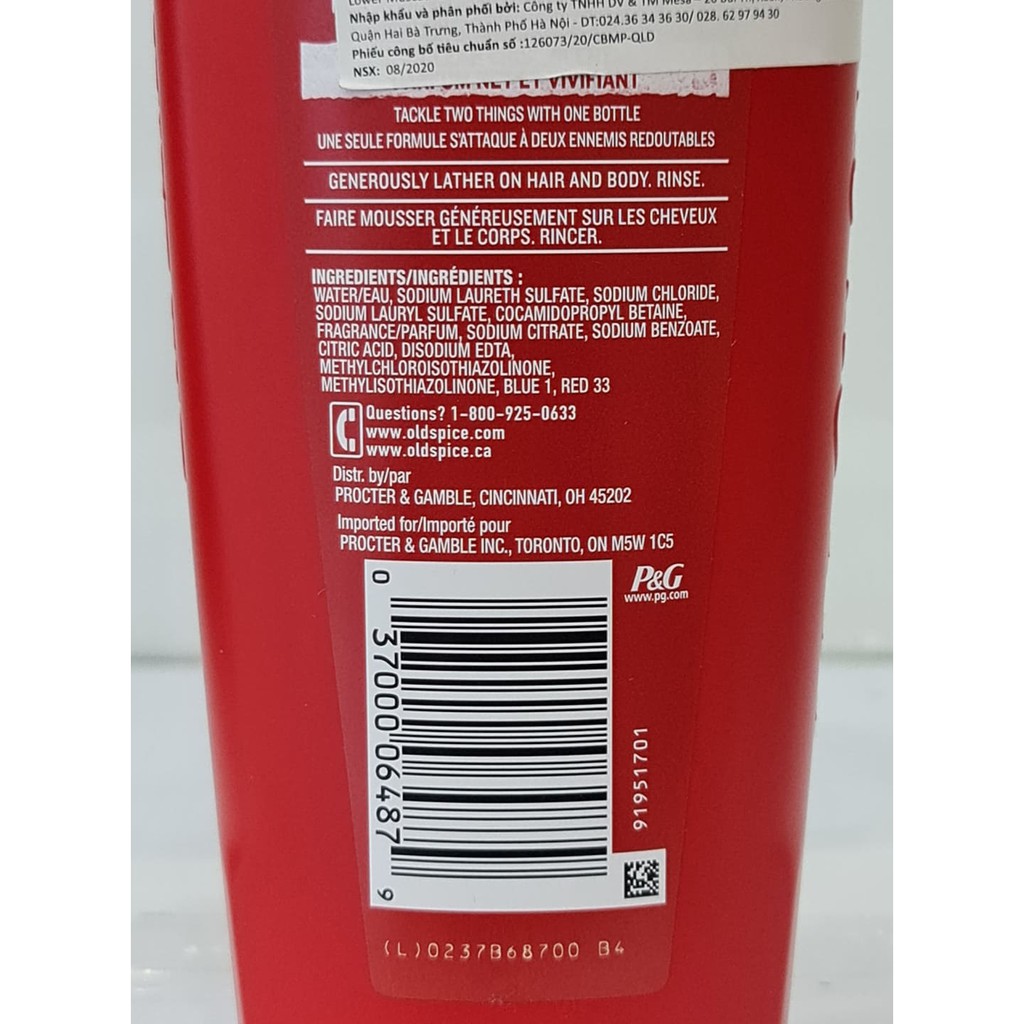 Nhập khẩu và phân phối bởi: Công ty TNHH DV & TM Mesa
Quận Hai Bà Trưng, Thành Phố Hà Nội - DT:024.36 34 36 30/ 028. 62 97 94 30
Phiếu công bố tiêu chuẩn số :126073/20/CBMP-QLD
NSX: 08/2020
NET ET VIVIFIANT
TACKLE TWO THINGS WITH ONE BOTTLE
UNE SEULE FORMULE S'ATTAQUE À DEUX ENNEMIS REDOUTABLES
GENEROUSLY LATHER ON HAIR AND BODY. RINSE.
FAIRE MOUSSER GÉNÉREUSEMENT SUR LES CHEVEUX
ET LE CORPS. RINCER.
INGREDIENTS/INGRÉDIENTS :
WATER/EAU, SODIUM LAURETH SULFATE, SODIUM CHLORIDE,
SODIUM LAURYL SULFATE, COCAMIDOPROPYL BETAINE,
FRAGRANCE/PARFUM, SODIUM CITRATE, SODIUM BENZOATE,
CITRIC ACID, DISODIUM EDTA,
METHYLCHLOROISOTHIAZOLINONE,
METHYLISOTHIAZOLINONE, BLUE 1, RED 33
Questions? 1-800-925-0633
www.oldspice.com
www.oldspice.ca
Distr. by/par
PROCTER & GAMBLE, CINCINNATI, OH 45202
Imported for/Importé pour
PROCTER & GAMBLE INC., TORONTO, ON M5W 1C5
P&G
www.pg.com
0 37000 06487 9
91951701
(L)0237B68700 B4